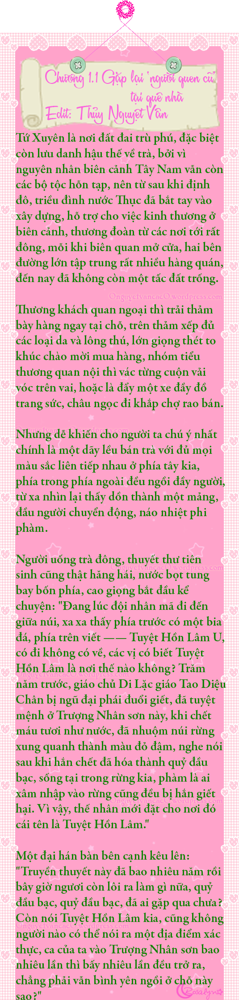 Chương 1.1 Gặp lại 'người quen cũ'
tại quê nhà
Edit: Thủy Nguyệt Vân
Tứ Xuyên là nơi đất đai trù phú, đặc biệt
còn lưu danh hậu thế về trà, bởi vì
nguyên nhân biên cảnh Tây Nam vẫn còn
các bộ tộc hỗn tạp, nên từ sau khi định
đô, triều đình nước Thục đã bắt tay vào
xây dựng, hỗ trợ cho việc kinh thương ở
biên cảnh, thương đoàn từ các nơi tới rất
đông, mỗi khi biên quan mở cửa, hai bên
đường lớn tập trung rất nhiều hàng quán,
đến nay đã không còn một tấc đất trống.
OnguyetvancacO.wordpress.com
Thương khách quan ngoại thì trải thảm
bày hàng ngay tại chỗ, trên thảm xếp đủ
các loại da và lông thú, lớn giọng thét to
khúc chào mời mua hàng, nhóm tiểu
thương quan nội thì vác từng cuộn vải
vóc trên vai, hoặc là đẩy một xe đầy đồ
trang sức, châu ngọc đi khắp chợ rao bán.
OnguyetvancacO.wordpress.com
Nhưng dễ khiến cho người ta chú ý nhất
chính là một dãy lều bán trà với đủ mọi
màu sắc liên tiếp nhau ở phía tây kia,
phía trong phía ngoài đều ngồi đầy người,
từ xa nhìn lại thấy dồn thành một mảng,
đầu người chuyển động, náo nhiệt phi
phàm.
Người uống trà đông, thuyết thư tiên
OnguyetvancacO.wordpress.com
sinh cũng thật hăng hái, nước bọt tung
bay bốn phía, cao giọng bắt đầu kể
chuyện: "Đang lúc đội nhân mã đi đến
giữa núi, xa xa thấy phía trước có một bia
đá, phía trên viết —— Tuyệt Hồn Lâm U,
có đi không có về, các vị có biết Tuyệt
Hồn Lâm là nơi thế nào không? Trăm
OnguyetvancacO.wordpress.com
năm trước, giáo chủ Di Lặc giáo Tao Diệu
Chân bị ngũ đại phái đuổi giết, đã tuyệt
mệnh ở Trượng Nhân sơn này, khi chết
máu tươi như nước, đã nhuộm núi rừng
xung quanh thành màu đỏ đậm, nghe nói
sau khi hắn chết đã hóa thành quỷ đầu
bạc, sống tại trong rừng kia, phàm là ai
xâm nhập vào rừng cũng đều bị hắn giết
OnguyetvancacO.wordpress.com
hại. Vì vậy, thế nhân mới đặt cho nơi đó
cái tên là Tuyệt Hồn Lâm."
Một đại hán bàn bên cạnh kêu lên:
"Truyền thuyết này đã bao nhiêu năm rồi
bây giờ ngươi còn lôi ra làm gì nữa, quỷ
đầu bạc, quỷ đầu bạc, đã ai gặp qua chưa?
Còn nói Tuyệt Hồn Lâm kia, cũng không
OnguyetvancacO.wordpress.com
người nào có thể nói ra một địa điểm xác
thực, ca của ta vào Trượng Nhân sơn bao
nhiêu lần thì bấy nhiêu lần đều trở ra,
chẳng phải vẫn bình yên ngồi ở chỗ này
sao?"
Rosalyn